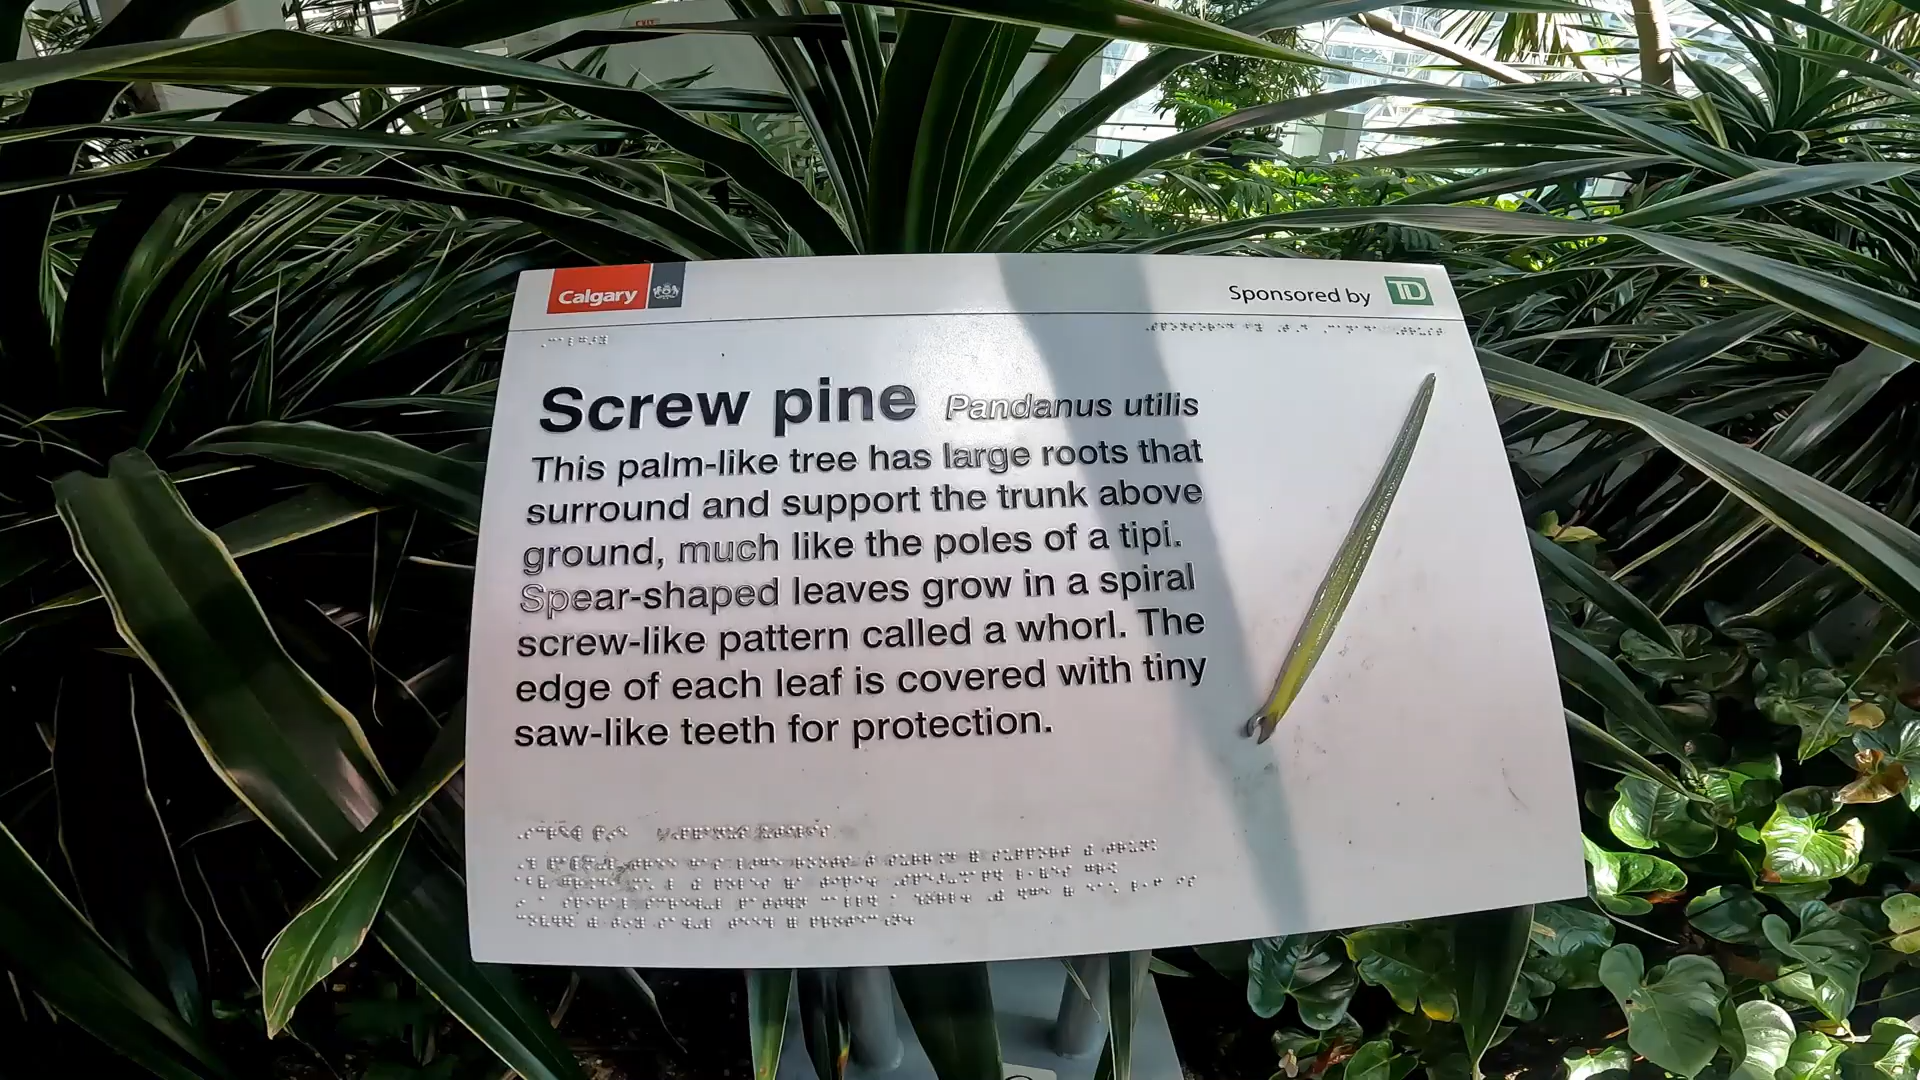 Calgary
Sponsored by TD
Screw pine Pandanus utilis
This palm-like tree has large roots that
surround and support the trunk above
ground, much like the poles of a tipi.
Spear-shaped leaves grow in a spiral
screw-like pattern called a whorl. The
edge of each leaf is covered with tiny
saw-like teeth for protection.